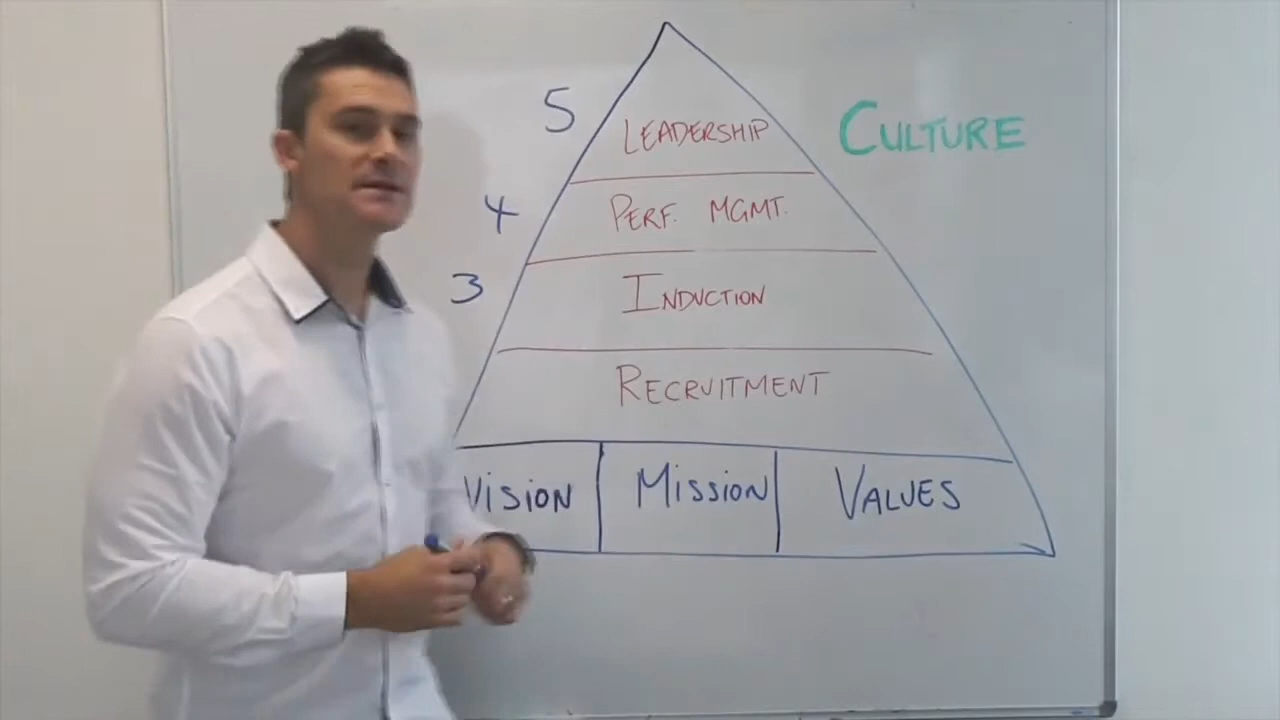 5 LEADERSHIP CULTURE
4 PERF. MGMT.
3 INDUCTION
RECRUITMENT
VISION MISSION VALUES